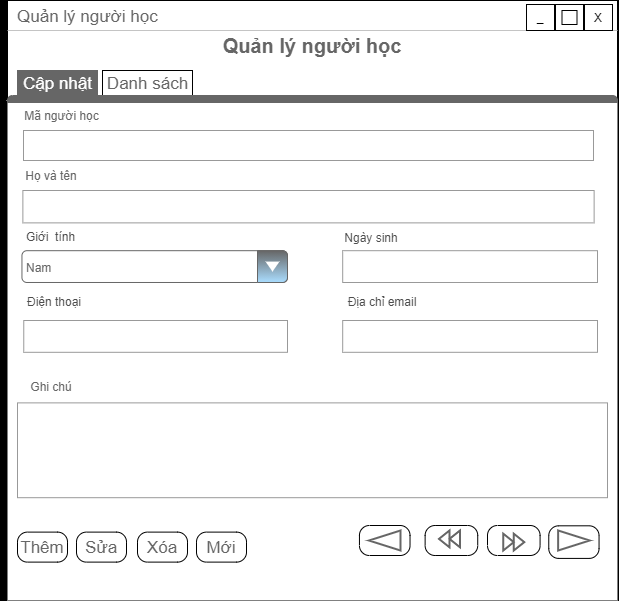 Quản lý người học
_ X
Quản lý người học
Cập nhật Danh sách
Mã người học
Họ và tên
Giới tính Ngày sinh
Nam
Điện thoại Địa chỉ email
Ghi chú
Thêm Sửa Xóa Mới